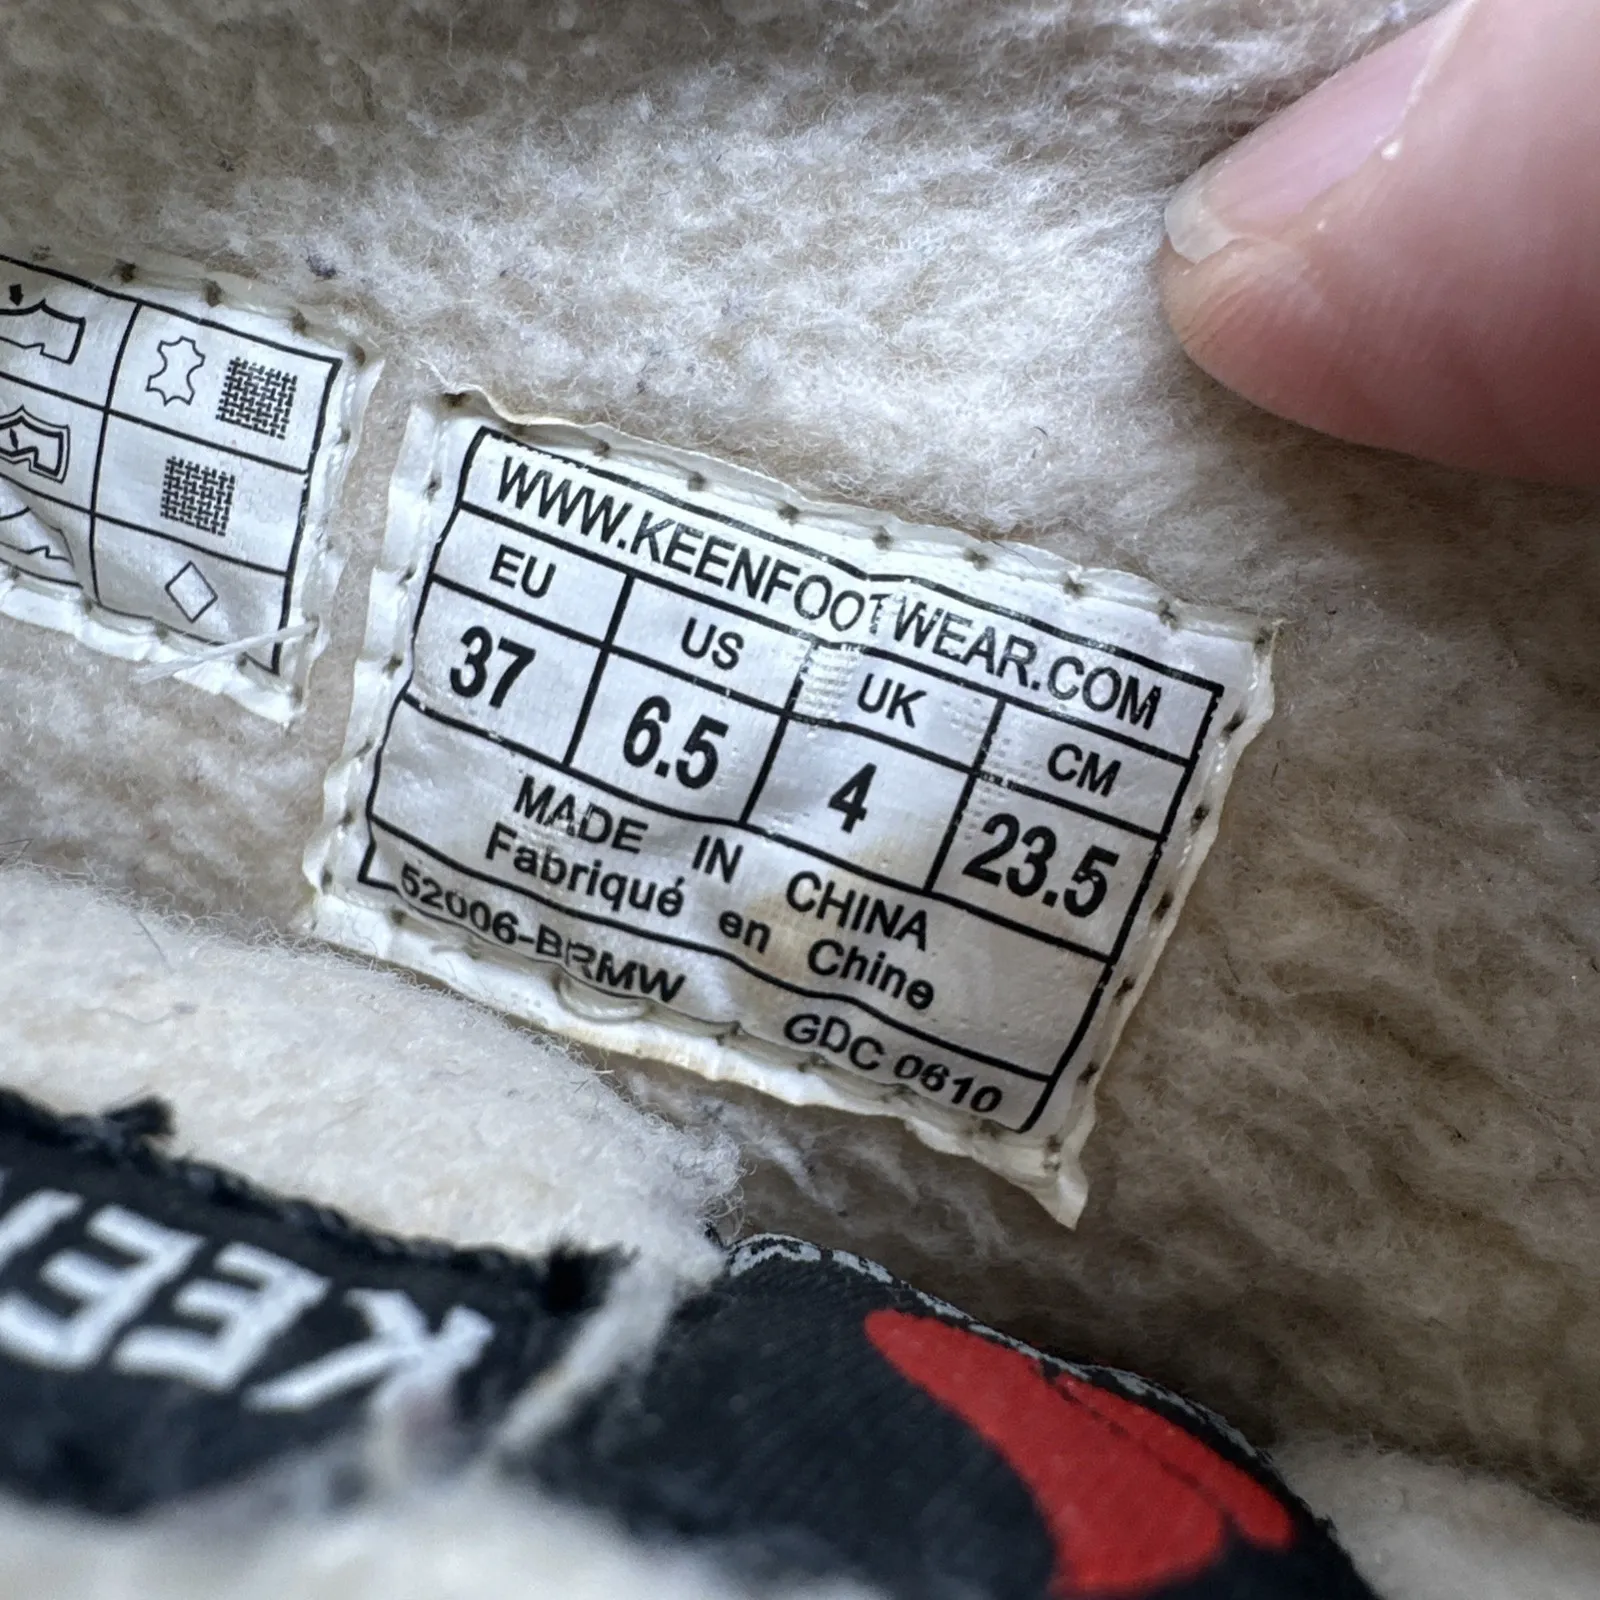 WWW.KEENFOOTWEAR.COM
EU US UK CM
37 6.5 4 23.5
MADE IN CHINA
Fabriqué en Chine
52006-BRMW GDC 0610
KEEN